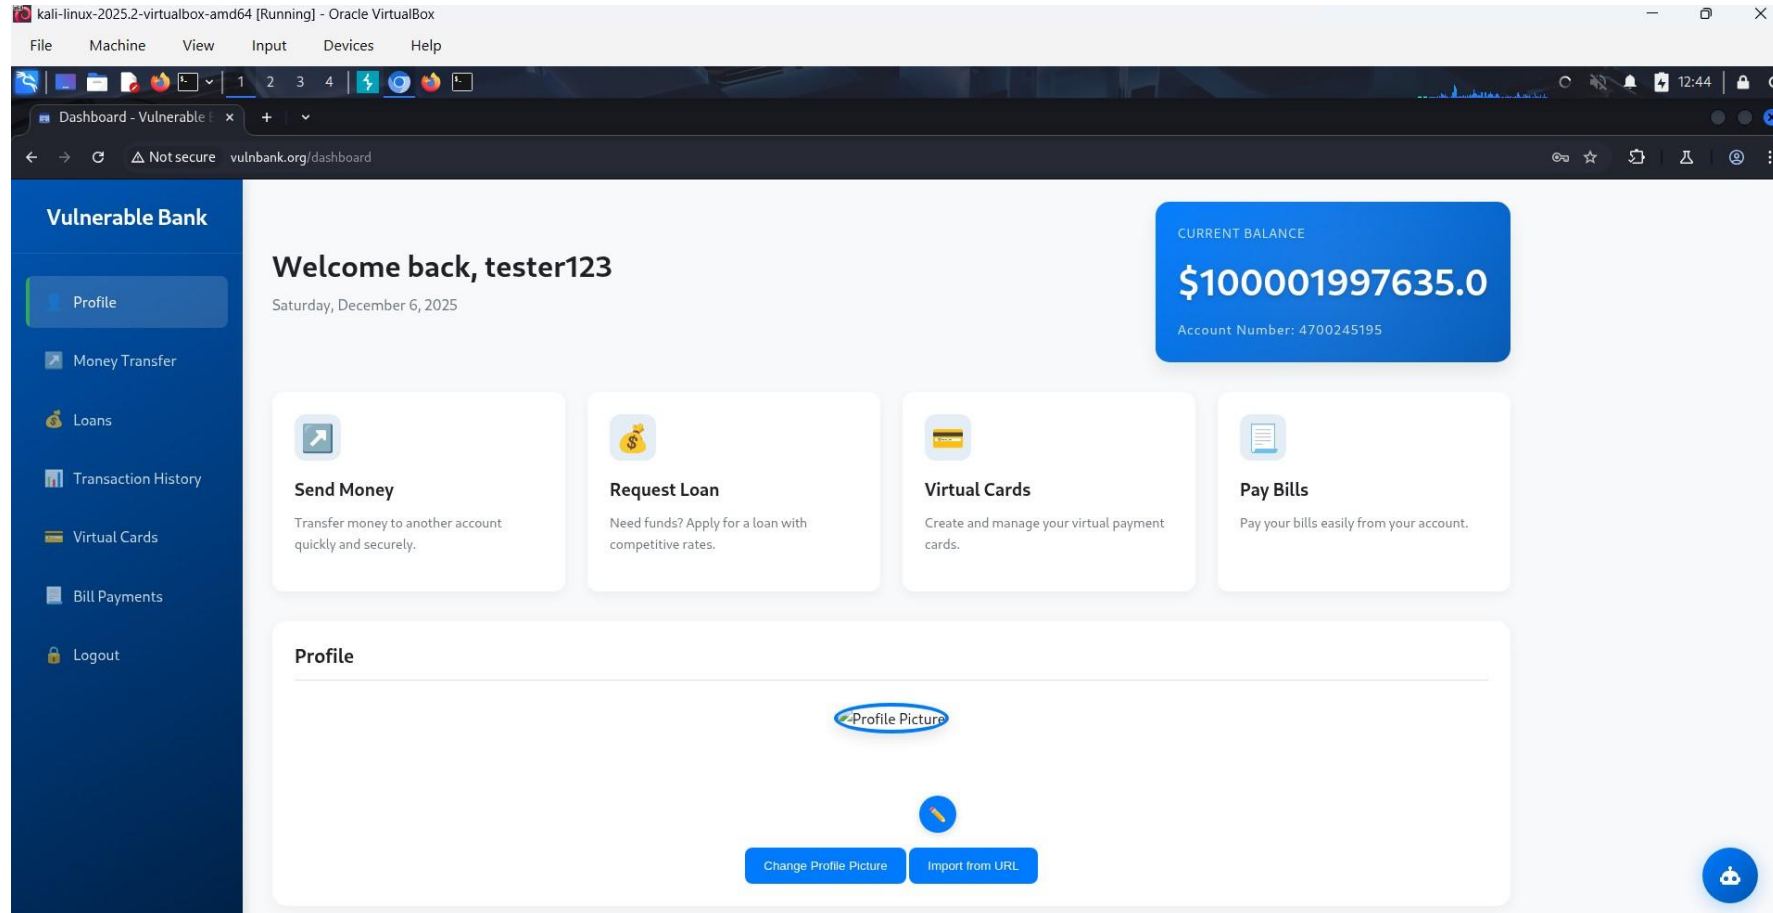 kali-linux-2025.2-virtualbox-amd64 [Running] - Oracle VirtualBox
File Machine View Input Devices Help
1 2 3 4 12:44
Dashboard - Vulnerable
Not secure vulnbank.org/dashboard
Vulnerable Bank
Profile
Money Transfer
Loans
Transaction History
Virtual Cards
Bill Payments
Logout
Welcome back, tester123
Saturday, December 6, 2025
CURRENT BALANCE
$100001997635.0
Account Number: 4700245195
Send Money
Transfer money to another account
quickly and securely.
Request Loan
Need funds? Apply for a loan with
competitive rates.
Virtual Cards
Create and manage your virtual payment
cards.
Pay Bills
Pay your bills easily from your account.
Profile
Profile Picture
Change Profile Picture
Import from URL